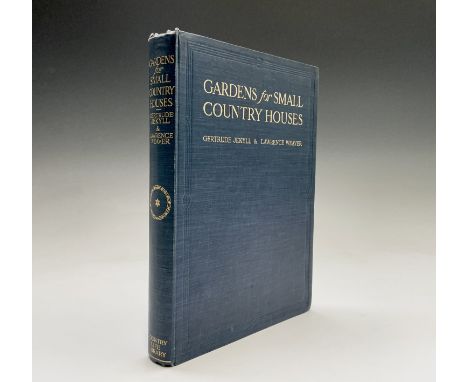 GARDENS
for
SMALL
COUNTRY
HOUSES
GERTRUDE
JEKYLL
&
LAWRENCE
WEAVER
COUNTRY
LIFE
LIBRARY
GARDENS for SMALL
COUNTRY HOUSES
GERTRUDE JEKYLL & LAWRENCE WEAVER